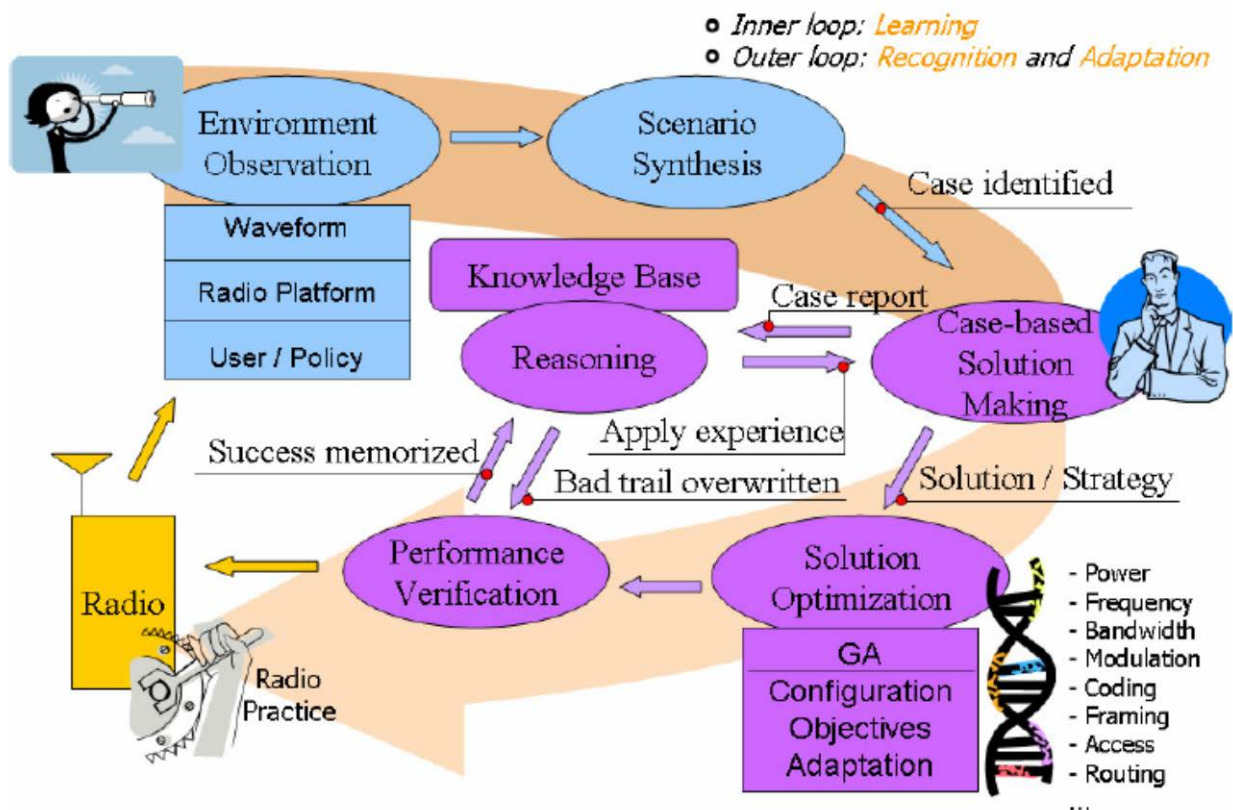 Inner loop: Learning
Outer loop: Recognition and Adaptation
Environment
Observation
Scenario
Synthesis
Case identified
Waveform
Radio Platform
User / Policy
Knowledge Base
Reasoning
Case report
Case-based
Solution
Making
Apply experience
Success memorized
Bad trail overwritten
Solution / Strategy
Performance
Verification
Solution
Optimization
Radio
Radio
Practice
GA
Configuration
Objectives
Adaptation
- Power
- Frequency
- Bandwidth
- Modulation
- Coding
- Framing
- Access
- Routing
...